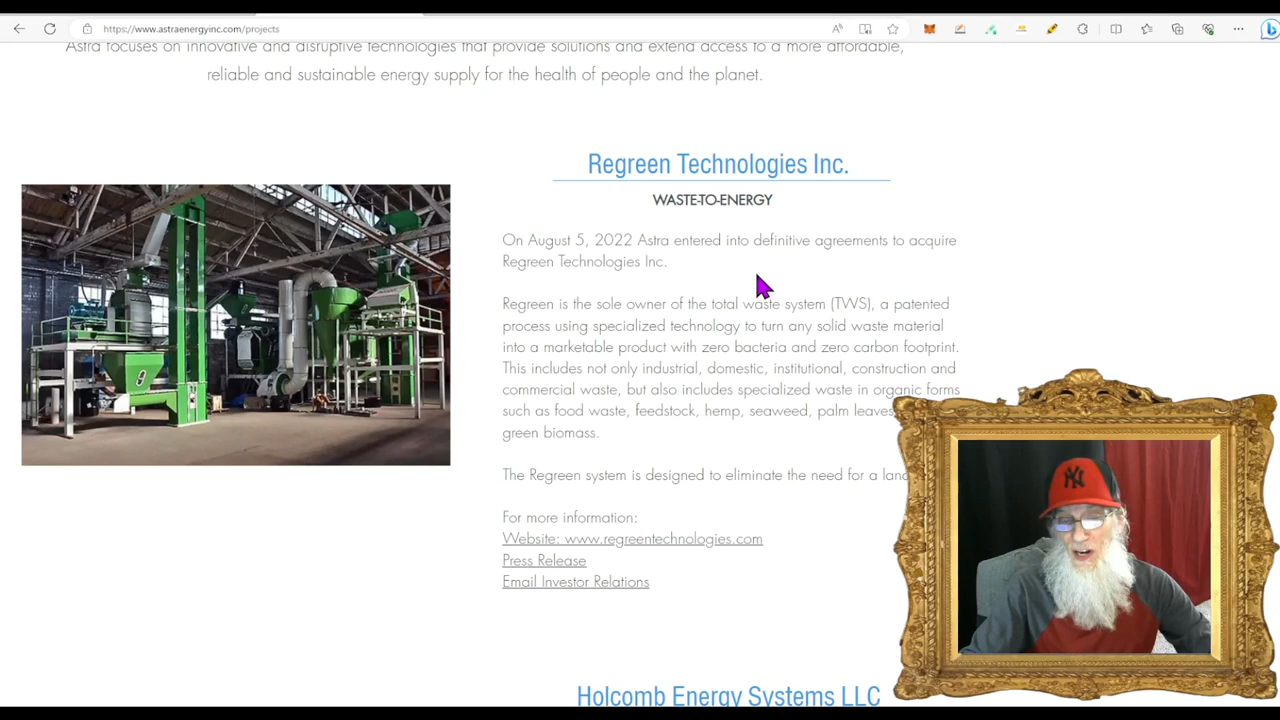 https://www.astraenergyinc.com/projects
Astra focuses on innovative and disruptive technologies that provide solutions and extend access to a more affordable,
reliable and sustainable energy supply for the health of people and the planet.
Regreen Technologies Inc.
WASTE-TO-ENERGY
On August 5, 2022 Astra entered into definitive agreements to acquire
Regreen Technologies Inc.
Regreen is the sole owner of the total waste system (TWS), a patented
process using specialized technology to turn any solid waste material
into a marketable product with zero bacteria and zero carbon footprint.
This includes not only industrial, domestic, institutional, construction and
commercial waste, but also includes specialized waste in organic forms
such as food waste, feedstock, hemp, seaweed, palm leaves,
green biomass.
The Regreen system is designed to eliminate the need for a
For more information:
Website: www.regreentechnologies.com
Press Release
Email Investor Relations
NY
Holcomb Energy Systems LLC